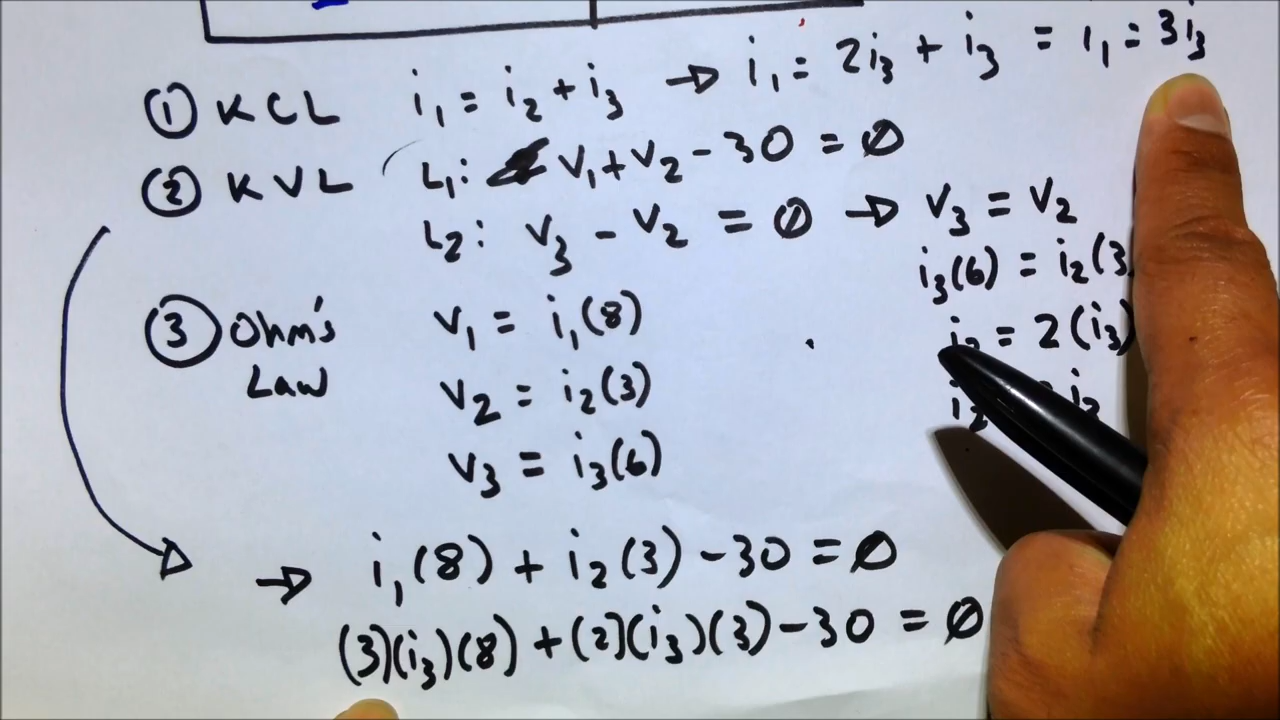 ① KCL i₁ = i₂ + i₃ → i₁ = 2i₃ + i₃ = i₁ = 3i₃
② KVL L₁: V₁ + V₂ - 30 = 0
L₂: V₃ - V₂ = 0 → V₃ = V₂
i₃(6) = i₂(3
③ Ohm's Law
V₁ = i₁(8)
i₂ = 2(i₃)
V₂ = i₂(3)
V₃ = i₃(6)
→ i₁(8) + i₂(3) - 30 = 0
(3)(i₃)(8) + (2)(i₃)(3) - 30 = 0